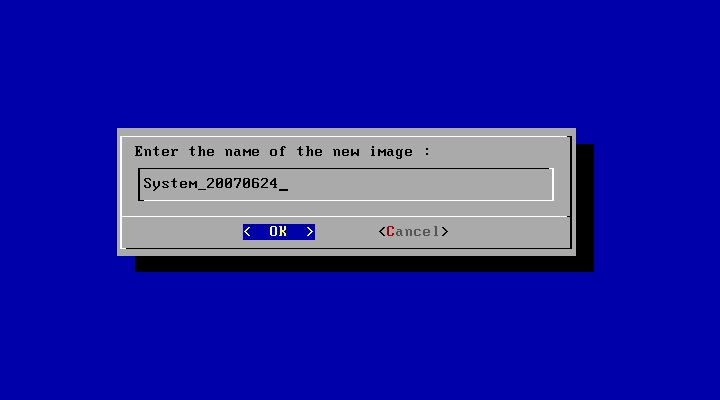 Enter the name of the new image :
System_20070624_
< OK > <Cancel>